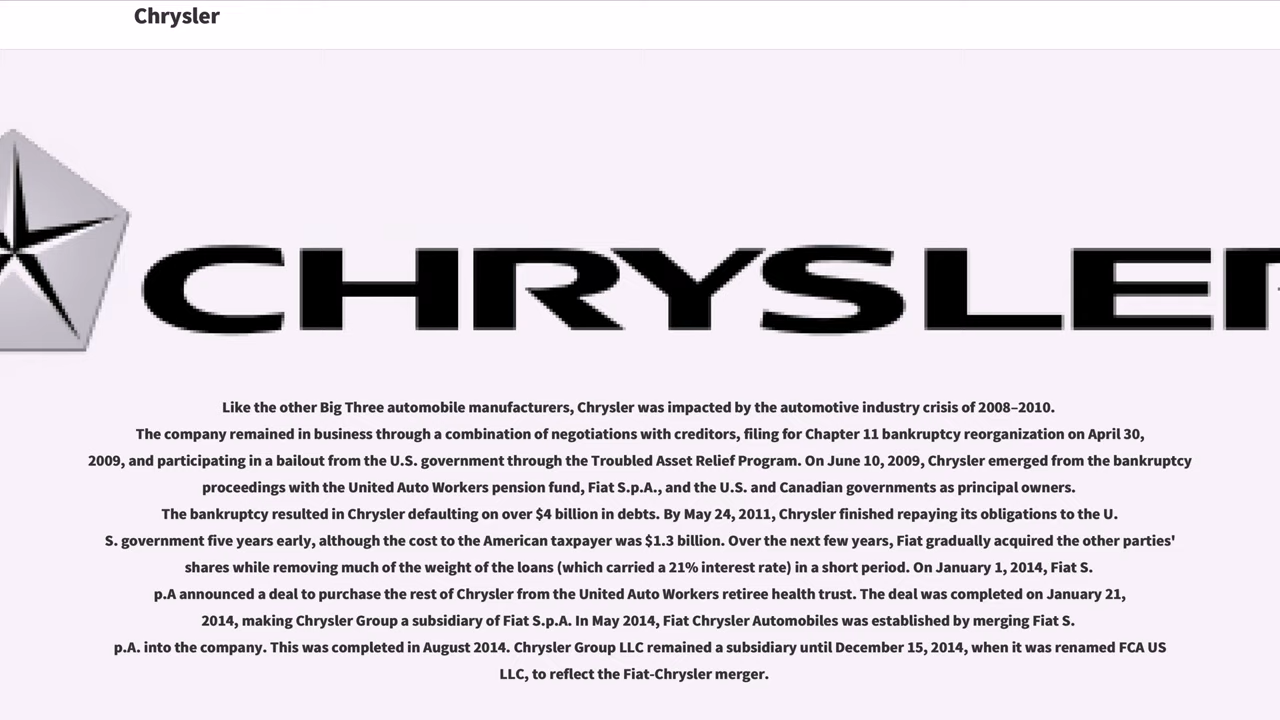 Chrysler
CHRYSLER
Like the other Big Three automobile manufacturers, Chrysler was impacted by the automotive industry crisis of 2008–2010.
The company remained in business through a combination of negotiations with creditors, filing for Chapter 11 bankruptcy reorganization on April 30,
2009, and participating in a bailout from the U.S. government through the Troubled Asset Relief Program. On June 10, 2009, Chrysler emerged from the bankruptcy
proceedings with the United Auto Workers pension fund, Fiat S.p.A., and the U.S. and Canadian governments as principal owners.
The bankruptcy resulted in Chrysler defaulting on over $4 billion in debts. By May 24, 2011, Chrysler finished repaying its obligations to the U.
S. government five years early, although the cost to the American taxpayer was $1.3 billion. Over the next few years, Fiat gradually acquired the other parties'
shares while removing much of the weight of the loans (which carried a 21% interest rate) in a short period. On January 1, 2014, Fiat S.
p.A announced a deal to purchase the rest of Chrysler from the United Auto Workers retiree health trust. The deal was completed on January 21,
2014, making Chrysler Group a subsidiary of Fiat S.p.A. In May 2014, Fiat Chrysler Automobiles was established by merging Fiat S.
p.A. into the company. This was completed in August 2014. Chrysler Group LLC remained a subsidiary until December 15, 2014, when it was renamed FCA US
LLC, to reflect the Fiat-Chrysler merger.